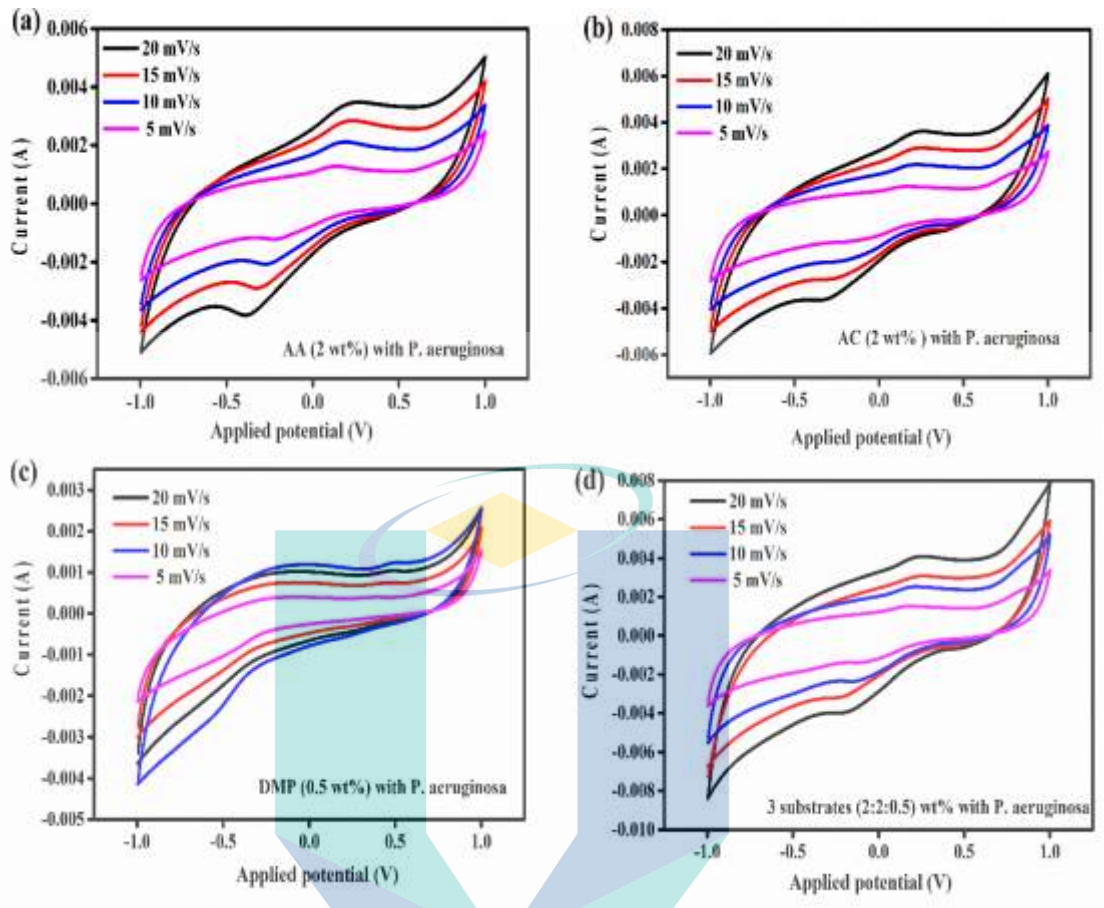 (a)
0.006
0.004
0.002
0.000
-0.002
-0.004
-0.006
Current (A)
20 mV/s
15 mV/s
10 mV/s
5 mV/s
AA (2 wt%) with P. aeruginosa
-1.0 -0.5 0.0 0.5 1.0
Applied potential (V)
(b)
0.008
0.006
0.004
0.002
0.000
-0.002
-0.004
-0.006
Current (A)
20 mV/s
15 mV/s
10 mV/s
5 mV/s
AC (2 wt% ) with P. aeruginosa
-1.0 -0.5 0.0 0.5 1.0
Applied potential (V)
(c)
0.003
0.002
0.001
0.000
-0.001
-0.002
-0.003
-0.004
-0.005
Current (A)
20 mV/s
15 mV/s
10 mV/s
5 mV/s
DMP (0.5 wt%) with P. aeruginosa
-1.0 -0.5 0.0 0.5 1.0
Applied potential (V)
(d)
0.008
0.006
0.004
0.002
0.000
-0.002
-0.004
-0.006
-0.008
-0.010
Current (A)
20 mV/s
15 mV/s
10 mV/s
5 mV/s
3 substrates (2:2:0.5) wt% with P. aeruginosa
-1.0 -0.5 0.0 0.5 1.0
Applied potential (V)